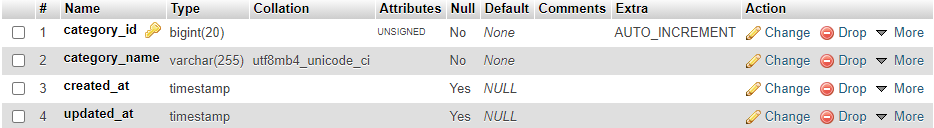 # Name Type Collation Attributes Null Default Comments Extra Action
1 category_id bigint(20) UNSIGNED No None AUTO_INCREMENT Change Drop More
2 category_name varchar(255) utf8mb4_unicode_ci No None Change Drop More
3 created_at timestamp Yes NULL Change Drop More
4 updated_at timestamp Yes NULL Change Drop More